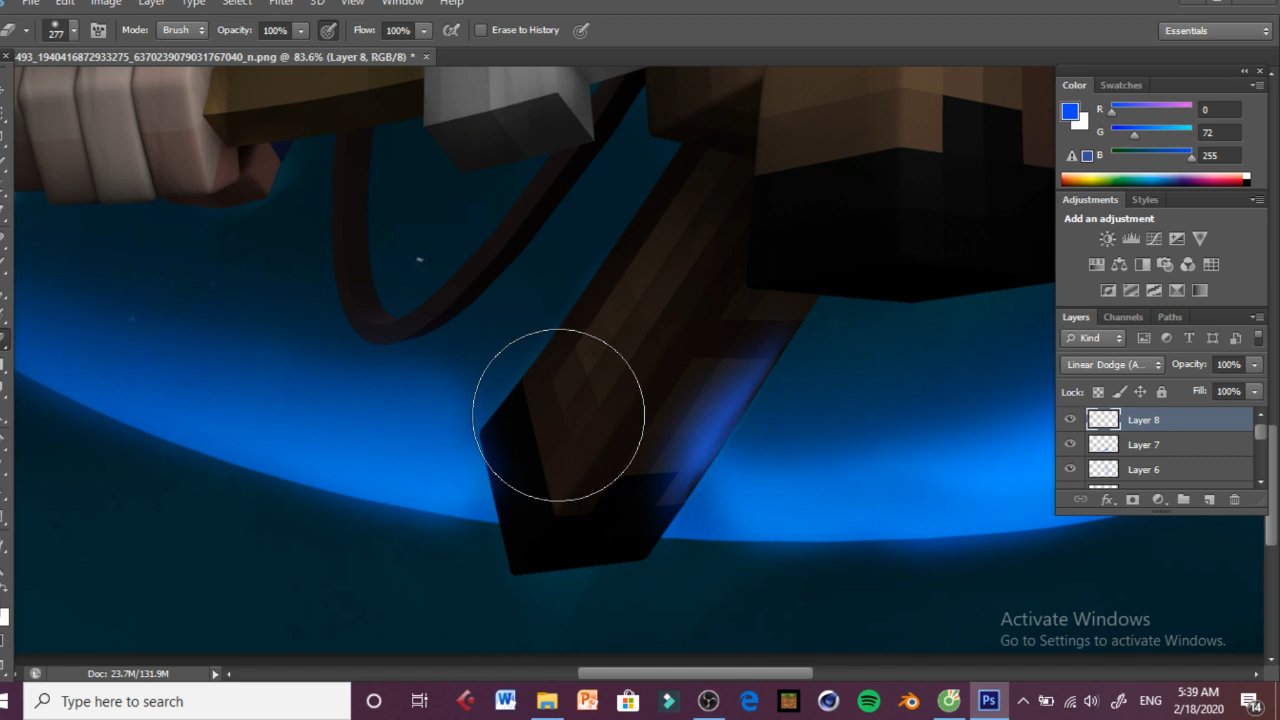 File Edit Image Layer Type Select Filter 3D View Window Help
277 Mode: Brush Opacity: 100% Flow: 100% Erase to History Essentials
493_1940416872933275_6370239079031767040_n.png @ 83.6% (Layer 8, RGB/8) *
Color Swatches
R 0
G 72
B 255
Adjustments Styles
Add an adjustment
Layers Channels Paths
Kind
Linear Dodge (A... Opacity: 100%
Lock: Fill: 100%
Layer 8
Layer 7
Layer 6
Activate Windows
Go to Settings to activate Windows.
Doc: 23.7M/131.9M
Type here to search
ENG
5:39 AM
2/18/2020
14